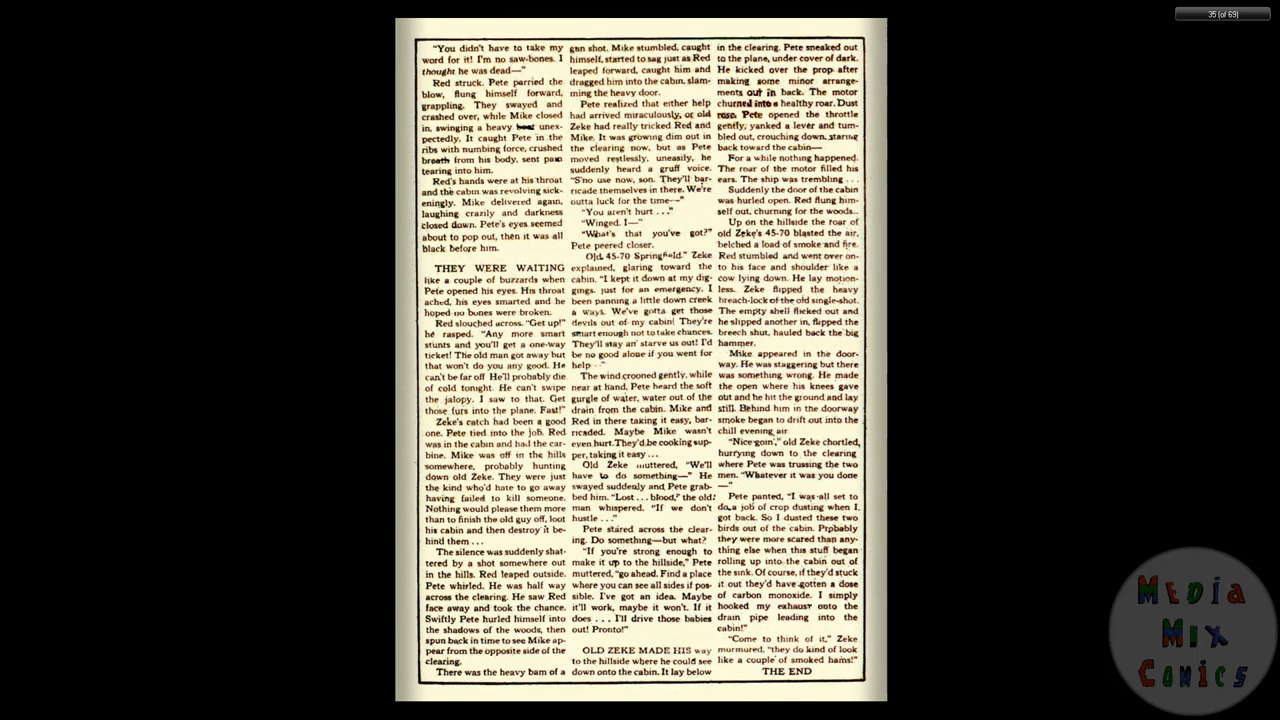 35 (of 69)
"You didn't have to take my
word for it! I'm no saw-bones. I
thought he was dead—"
Red struck. Pete parried the
blow, flung himself forward,
grappling. They swayed and
crashed over, while Mike closed
in, swinging a heavy boot unex-
pectedly. It caught Pete in the
ribs with numbing force, crushed
breath from his body, sent pain
tearing into him.
Red's hands were at his throat
and the cabin was revolving sick-
eningly. Mike delivered again,
laughing crazily and darkness
closed down. Pete's eyes seemed
about to pop out, then it was all
black before him.
THEY WERE WAITING
like a couple of buzzards when
Pete opened his eyes. His throat
ached, his eyes smarted and he
hoped no bones were broken.
Red slouched across. "Get up!"
he rasped. "Any more smart
stunts and you'll get a one-way
ticket! The old man got away but
that won't do you any good. He
can't be far off He'll probably die
of cold tonight. He can't swipe
the jalopy. I saw to that. Get
those furs into the plane. Fast!"
Zeke's catch had been a good
one. Pete tied into the job. Red
was in the cabin and had the car-
bine. Mike was off in the hills
somewhere, probably hunting
down old Zeke. They were just
the kind who'd hate to go away
having failed to kill someone.
Nothing would please them more
than to finish the old guy off, loot
his cabin and then destroy it be-
hind them . . .
The silence was suddenly shat-
tered by a shot somewhere out
in the hills. Red leaped outside.
Pete whirled. He was half way
across the clearing. He saw Red
face away and took the chance.
Swiftly Pete hurled himself into
the shadows of the woods, then
spun back in time to see Mike ap-
pear from the opposite side of the
clearing.
There was the heavy bam of a
gun shot. Mike stumbled, caught
himself, started to sag just as Red
leaped forward, caught him and
dragged him into the cabin, slam-
ming the heavy door.
Pete realized that either help
had arrived miraculously, or old
Zeke had really tricked Red and
Mike. It was growing dim out in
the clearing now, but as Pete
moved restlessly, uneasily, he
suddenly heard a gruff voice.
"S'no use now, son. They'll bar-
ricade themselves in there. We're
outta luck for the time—"
"You aren't hurt . . ."
"Winged. I—"
"What's that you've got?"
Pete peered closer.
Old 45-70 Springfield." Zeke
explained, glaring toward the
cabin. "I kept it down at my dig-
gings, just for an emergency. I
been panning a little down creek
a ways. We've gotta get those
devils out of my cabin! They're
smart enough not to take chances.
They'll stay an' starve us out! I'd
be no good alone if you went for
help - -"
The wind crooned gently, while
near at hand, Pete heard the soft
gurgle of water, water out of the
drain from the cabin. Mike and
Red in there taking it easy, bar-
ricaded. Maybe Mike wasn't
even hurt. They'd be cooking sup-
per, taking it easy . . .
Old Zeke muttered, "We'll
have to do something—" He
swayed suddenly and Pete grab-
bed him. "Lost . . . blood," the old
man whispered. "If we don't
hustle . . ."
Pete stared across the clear-
ing. Do something—but what?
"If you're strong enough to
make it up to the hillside," Pete
muttered, "go ahead. Find a place
where you can see all sides if pos-
sible. I've got an idea. Maybe
it'll work, maybe it won't. If it
does . . . I'll drive those babies
out! Pronto!"
OLD ZEKE MADE HIS way
to the hillside where he could see
down onto the cabin. It lay below
in the clearing. Pete sneaked out
to the plane, under cover of dark.
He kicked over the prop after
making some minor arrange-
ments out in back. The motor
churned into a healthy roar. Dust
rose. Pete opened the throttle
gently, yanked a lever and tum-
bled out, crouching down, staring
back toward the cabin—
For a while nothing happened.
The roar of the motor filled his
ears. The ship was trembling . . .
Suddenly the door of the cabin
was hurled open. Red flung him-
self out, churning for the woods...
Up on the hillside the roar of
old Zeke's 45-70 blasted the air,
belched a load of smoke and fire.
Red stumbled and went over on-
to his face and shoulder like a
cow lying down. He lay motion-
less. Zeke flipped the heavy
breach-lock of the old single-shot.
The empty shell flicked out and
he slipped another in, flipped the
breech shut, hauled back the big
hammer.
Mike appeared in the door-
way. He was staggering but there
was something wrong. He made
the open where his knees gave
out and he hit the ground and lay
still. Behind him in the doorway
smoke began to drift out into the
chill evening air
"Nice goin'," old Zeke chortled,
hurrying down to the clearing
where Pete was trussing the two
men. "Whatever it was you done
—"
Pete panted, "I was all set to
do a job of crop dusting when I
got back. So I dusted these two
birds out of the cabin. Probably
they were more scared than any-
thing else when this stuff began
rolling up into the cabin out of
the sink. Of course, if they'd stuck
it out they'd have gotten a dose
of carbon monoxide. I simply
hooked my exhaust onto the
drain pipe leading into the
cabin!"
"Come to think of it," Zeke
murmured, "they do kind of look
like a couple of smoked hams!"
THE END
MeDia
Mix
Comics